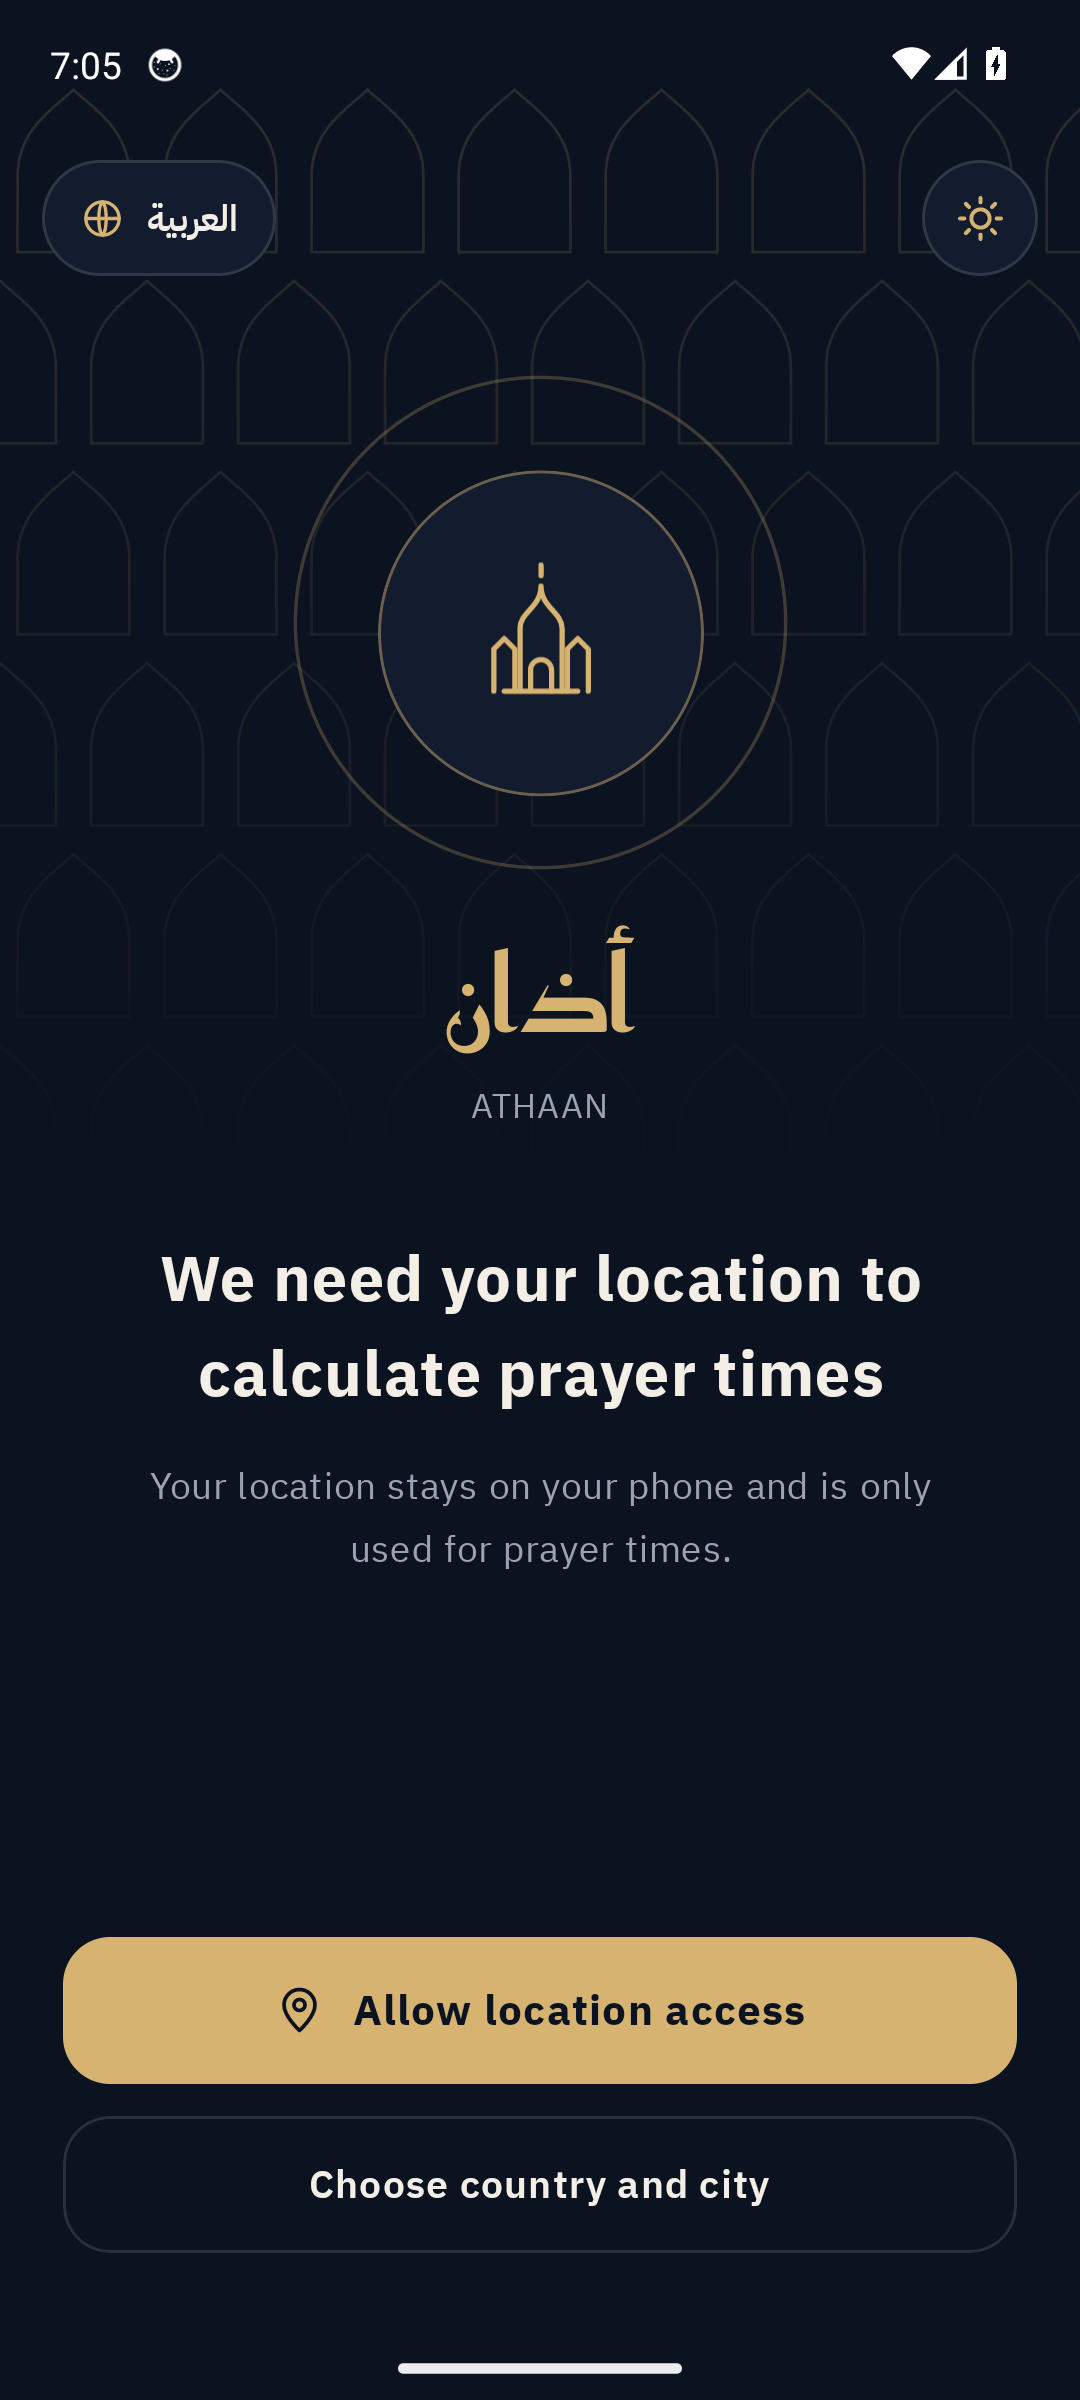 7:05
العربية
أذان
ATHAAN
We need your location to
calculate prayer times
Your location stays on your phone and is only
used for prayer times.
Allow location access
Choose country and city